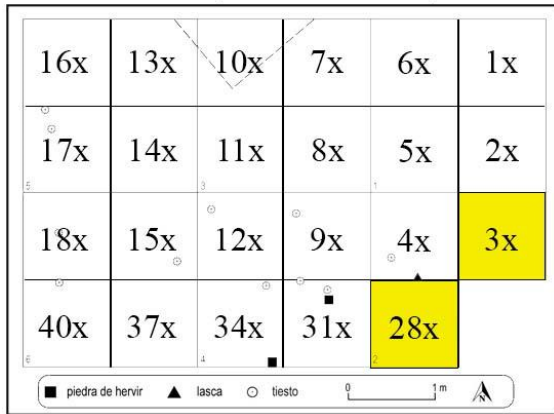 16x 13x 10x 7x 6x 1x
17x 14x 11x 8x 5x 2x
5 3 1
18x 15x 12x 9x 4x 3x
40x 37x 34x 31x 28x
6 4 2
piedra de hervir lasca tiesto 0 1 m N